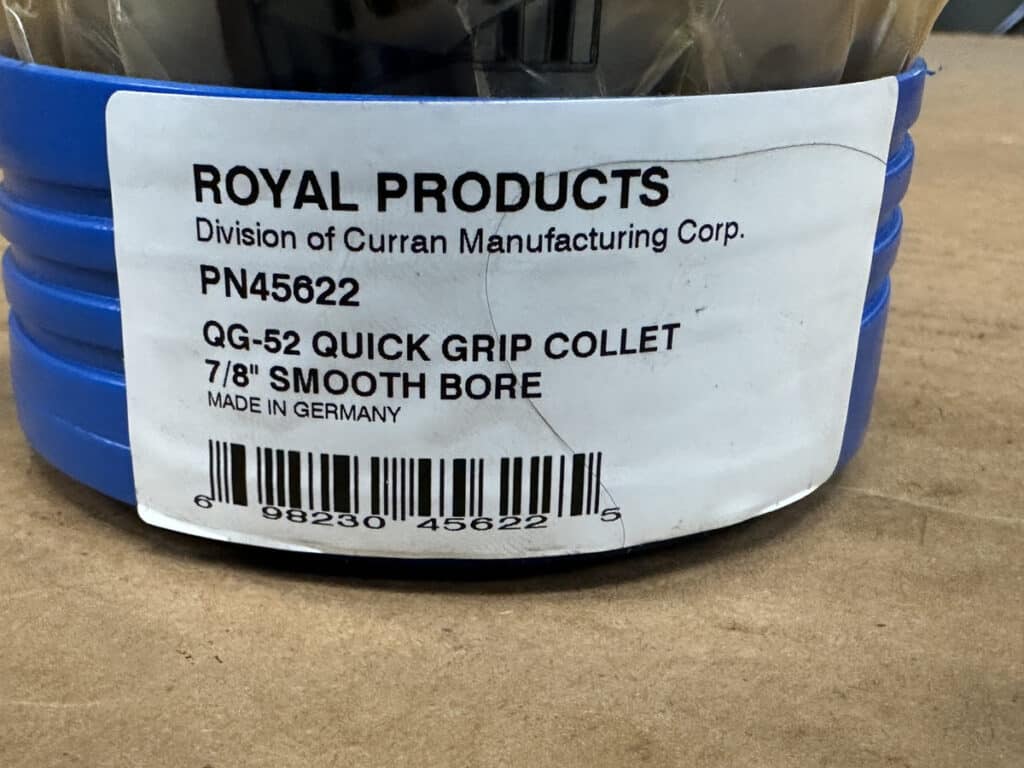 ROYAL PRODUCTS
Division of Curran Manufacturing Corp.
PN45622
QG-52 QUICK GRIP COLLET
7/8" SMOOTH BORE
MADE IN GERMANY
6 98230 45622 5